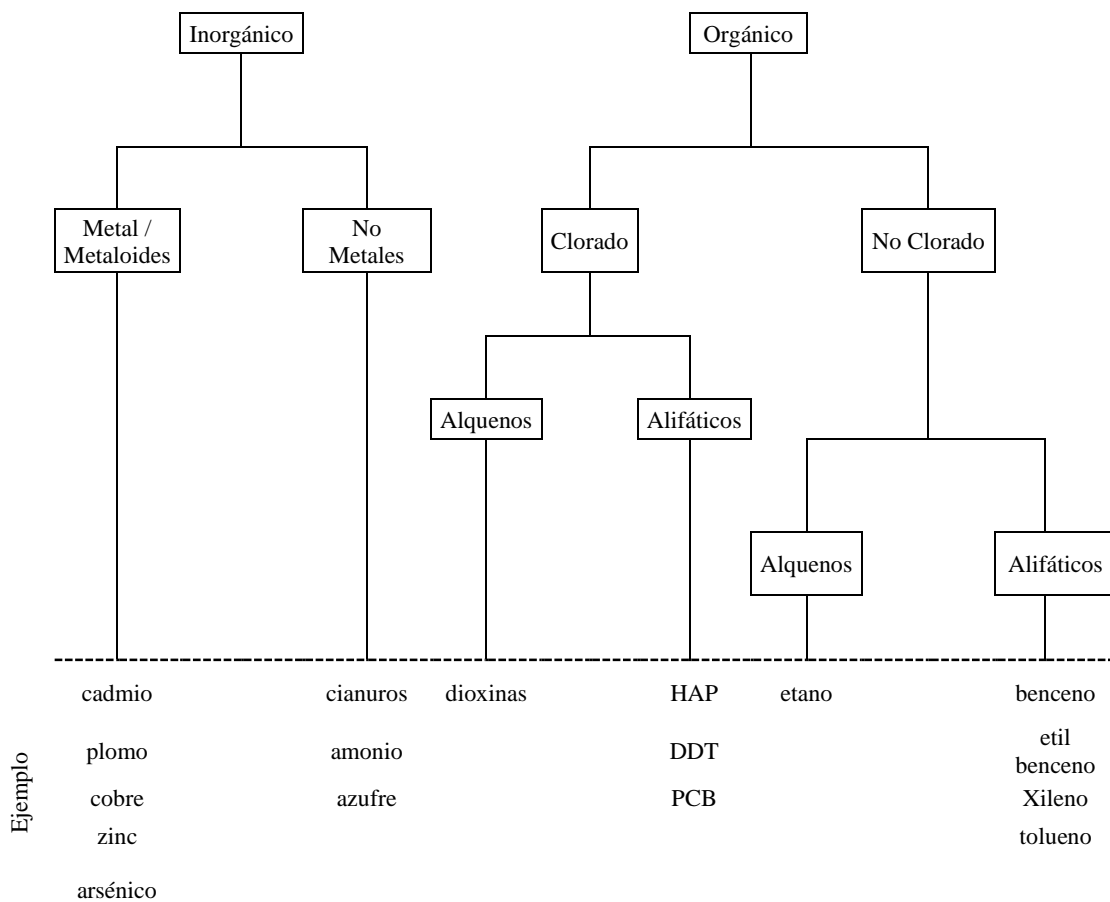 Inorgánico
Orgánico
Metal /
Metaloides
No
Metales
Clorado
No Clorado
Alquenos
Alifáticos
Alquenos
Alifáticos
Ejemplo
cadmio
cianuros
dioxinas
HAP
etano
benceno
plomo
amonio
DDT
etil
benceno
cobre
azufre
PCB
Xileno
zinc
tolueno
arsénico